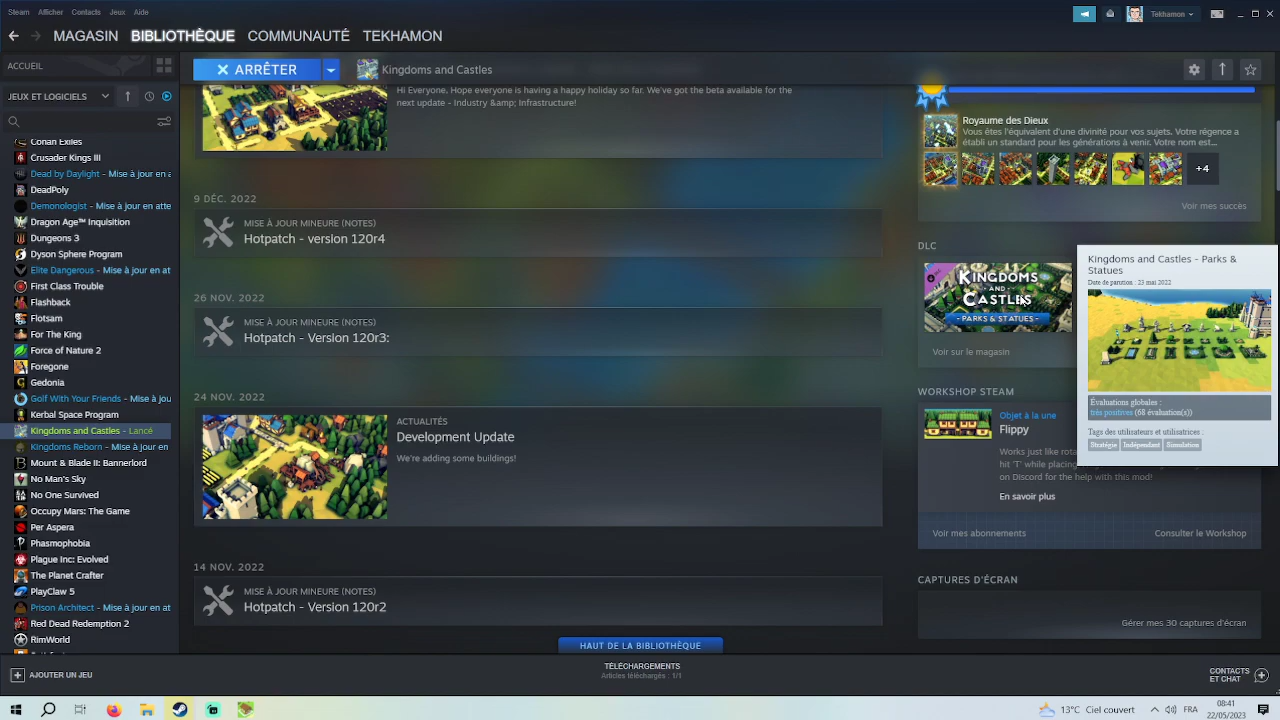 Steam Afficher Contacts Jeux Aide
Tekhamon
MAGASIN BIBLIOTHÈQUE COMMUNAUTÉ TEKHAMON
ACCUEIL
JEUX ET LOGICIELS
Conan Exiles
Crusader Kings III
Dead by Daylight - Mise à jour en a
DeadPoly
Demonologist - Mise à jour en atte
Dragon Age™ Inquisition
Dungeons 3
Dyson Sphere Program
Elite Dangerous - Mise à jour en at
First Class Trouble
Flashback
Flotsam
For The King
Force of Nature 2
Foregone
Gedonia
Golf With Your Friends - Mise à jou
Kerbal Space Program
Kingdoms and Castles - Lancé
Kingdoms Reborn - Mise à jour en
Mount & Blade II: Bannerlord
No Man's Sky
No One Survived
Occupy Mars: The Game
Per Aspera
Phasmophobia
Plague Inc: Evolved
The Planet Crafter
PlayClaw 5
Prison Architect - Mise à jour en at
Red Dead Redemption 2
RimWorld
AJOUTER UN JEU
ARRÊTER
Kingdoms and Castles
Hi Everyone, Hope everyone is having a happy holiday so far. We've got the beta available for the
next update - Industry &amp; Infrastructure!
9 DÉC. 2022
MISE À JOUR MINEURE (NOTES)
Hotpatch - version 120r4
26 NOV. 2022
MISE À JOUR MINEURE (NOTES)
Hotpatch - Version 120r3:
24 NOV. 2022
ACTUALITÉS
Development Update
We're adding some buildings!
14 NOV. 2022
MISE À JOUR MINEURE (NOTES)
Hotpatch - Version 120r2
HAUT DE LA BIBLIOTHÈQUE
TÉLÉCHARGEMENTS
Articles téléchargés : 1/1
Royaume des Dieux
Vous êtes l'équivalent d'une divinité pour vos sujets. Votre régence a
établi un standard pour les générations à venir. Votre nom est...
+4
Voir mes succès
DLC
KINGDOMS
AND
CASTLES
- PARKS & STATUES -
Voir sur le magasin
Kingdoms and Castles - Parks &
Statues
Date de parution : 23 mai 2022
Évaluations globales :
très positives (68 évaluation(s))
Tags des utilisateurs et utilisatrices :
Stratégie Indépendant Simulation
WORKSHOP STEAM
Objet à la une
Flippy
Works just like rota
hit 'T' while placing
on Discord for the help with this mod!
En savoir plus
Voir mes abonnements Consulter le Workshop
CAPTURES D'ÉCRAN
Gérer mes 30 captures d'écran
CONTACTS
ET CHAT
13°C Ciel couvert
FRA
08:41
22/05/2023